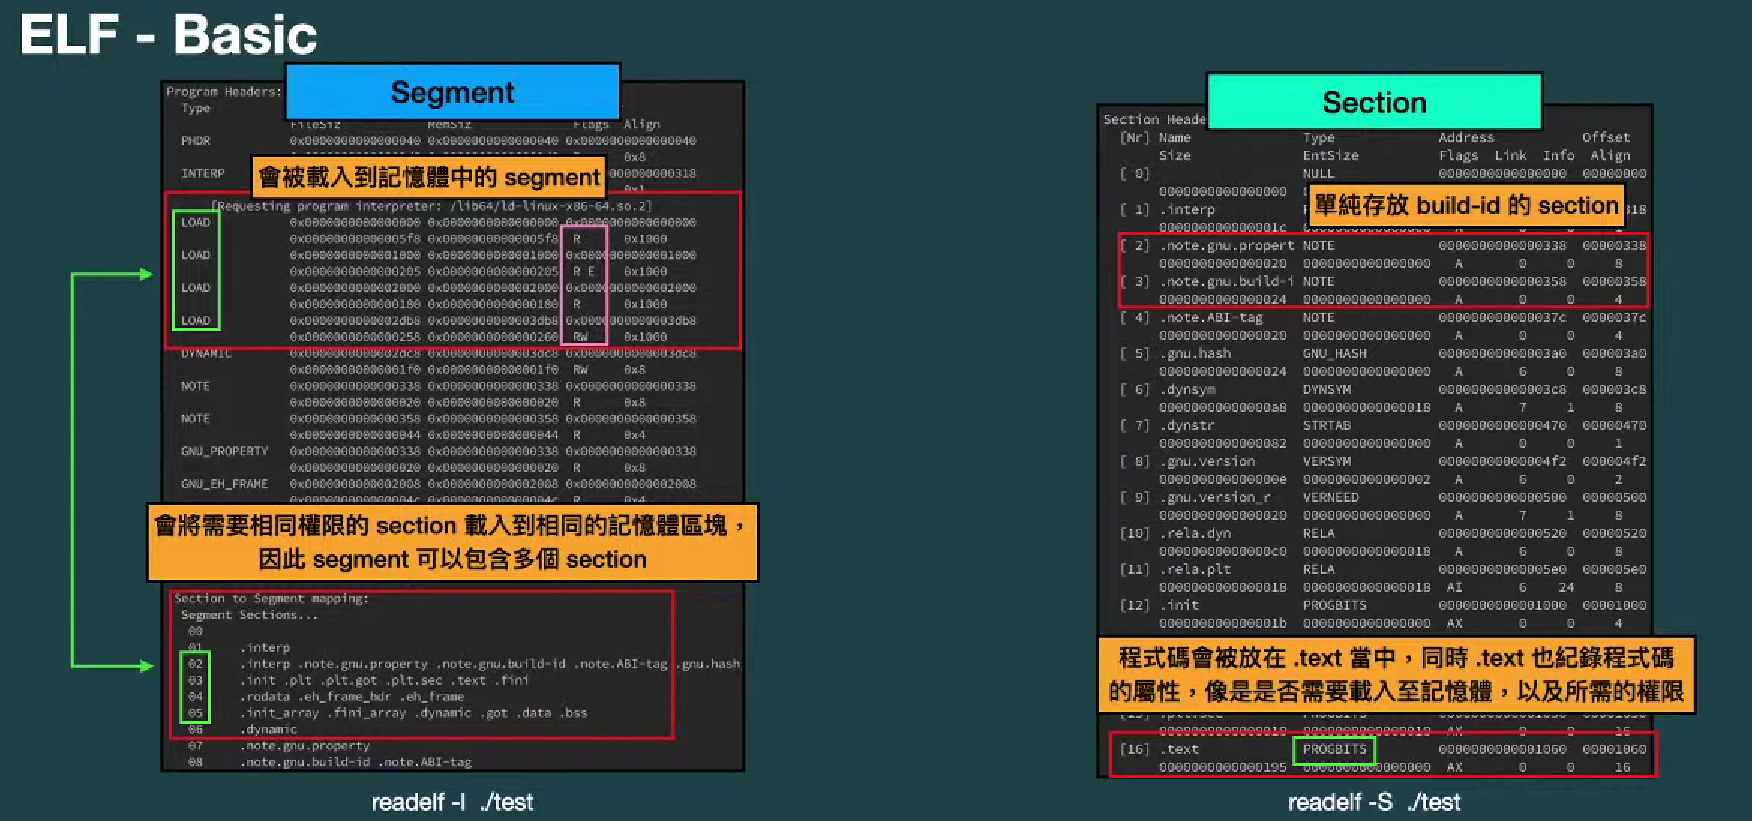 ELF - Basic
Segment
Program Headers:
Type
FileSiz MemSiz Flags Align
PHDR 0x0000000000000040 0x0000000000000040 0x0000000000000040
0x8
INTERP 0x0000000000000318
會被載入到記憶體中的 segment
0x1
[Requesting program interpreter: /lib64/ld-linux-x86-64.so.2]
LOAD 0x0000000000000000 0x0000000000000000 0x0000000000000000
0x00000000000005f8 0x00000000000005f8 R 0x1000
LOAD 0x0000000000001000 0x0000000000001000 0x0000000000001000
0x0000000000000205 0x0000000000000205 R E 0x1000
LOAD 0x0000000000002000 0x0000000000002000 0x0000000000002000
0x0000000000000180 0x0000000000000180 R 0x1000
LOAD 0x0000000000002db8 0x0000000000003db8 0x0000000000003db8
0x0000000000000258 0x0000000000000260 RW 0x1000
DYNAMIC 0x0000000000002dc8 0x0000000000003dc8 0x0000000000003dc8
0x00000000000001f0 0x00000000000001f0 RW 0x8
NOTE 0x0000000000000338 0x0000000000000338 0x0000000000000338
0x0000000000000020 0x0000000000000020 R 0x8
NOTE 0x0000000000000358 0x0000000000000358 0x0000000000000358
0x0000000000000044 0x0000000000000044 R 0x4
GNU_PROPERTY 0x0000000000000338 0x0000000000000338 0x0000000000000338
0x0000000000000020 0x0000000000000020 R 0x8
GNU_EH_FRAME 0x0000000000002008 0x0000000000002008 0x0000000000002008
0x000000000000004c 0x000000000000004c R 0x4
會將需要相同權限的 section 載入到相同的記憶體區塊，
因此 segment 可以包含多個 section
Section to Segment mapping:
Segment Sections...
00
01 .interp
02 .interp .note.gnu.property .note.gnu.build-id .note.ABI-tag .gnu.hash
03 .init .plt .plt.got .plt.sec .text .fini
04 .rodata .eh_frame_hdr .eh_frame
05 .init_array .fini_array .dynamic .got .data .bss
06 .dynamic
07 .note.gnu.property
08 .note.gnu.build-id .note.ABI-tag
readelf -l ./test
Section
Section Heade
[Nr] Name Type Address Offset
Size EntSize Flags Link Info Align
[ 0] NULL 0000000000000000 00000000
0000000000000000
單純存放 build-id 的 section
[ 1] .interp 318
000000000000001c
[ 2] .note.gnu.propert NOTE 0000000000000338 00000338
0000000000000020 0000000000000000 A 0 0 8
[ 3] .note.gnu.build-i NOTE 0000000000000358 00000358
0000000000000024 0000000000000000 A 0 0 4
[ 4] .note.ABI-tag NOTE 000000000000037c 0000037c
0000000000000020 0000000000000000 A 0 0 4
[ 5] .gnu.hash GNU_HASH 00000000000003a0 000003a0
0000000000000024 0000000000000000 A 6 0 8
[ 6] .dynsym DYNSYM 00000000000003c8 000003c8
00000000000000a8 0000000000000018 A 7 1 8
[ 7] .dynstr STRTAB 0000000000000470 00000470
0000000000000082 0000000000000000 A 0 0 1
[ 8] .gnu.version VERSYM 00000000000004f2 000004f2
000000000000000e 0000000000000002 A 6 0 2
[ 9] .gnu.version_r VERNEED 0000000000000500 00000500
0000000000000020 0000000000000000 A 7 1 8
[10] .rela.dyn RELA 0000000000000520 00000520
00000000000000c0 0000000000000018 A 6 0 8
[11] .rela.plt RELA 00000000000005e0 000005e0
0000000000000018 0000000000000018 AI 6 24 8
[12] .init PROGBITS 0000000000001000 00001000
000000000000001b 0000000000000000 AX 0 0 4
程式碼會被放在 .text 當中，同時 .text 也紀錄程式碼
的屬性，像是是否需要載入至記憶體，以及所需的權限
[16] .text PROGBITS 0000000000001060 00001060
0000000000000195 0000000000000000 AX 0 0 16
readelf -S ./test